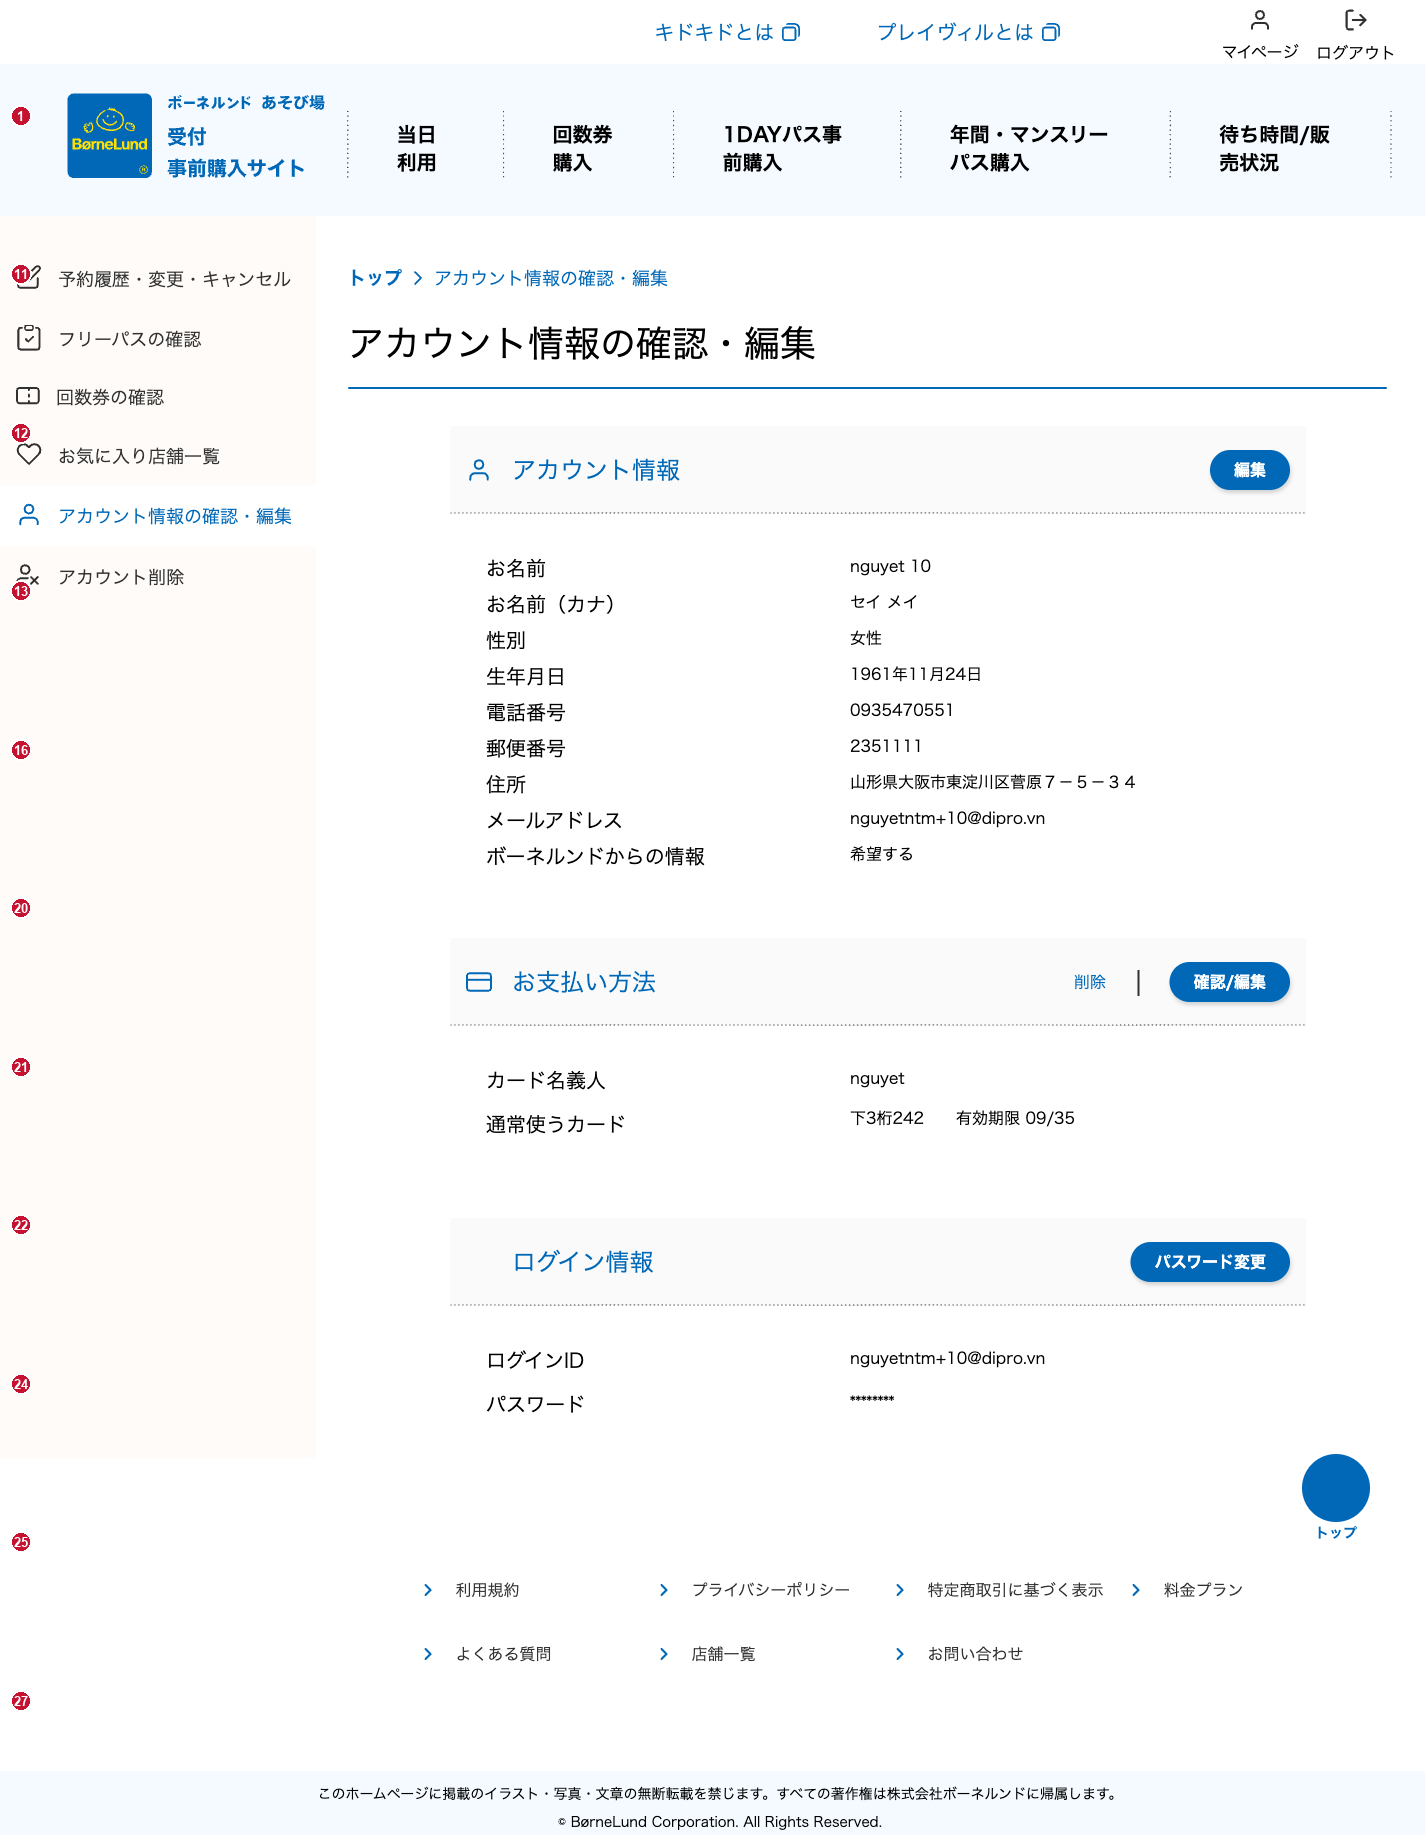 キドキドとは
プレイヴィルとは
マイページ
ログアウト
1
BørneLund
ボーネルンド あそび場
受付
事前購入サイト
当日
利用
回数券
購入
1DAYパス事
前購入
年間・マンスリー
パス購入
待ち時間/販
売状況
11
予約履歴・変更・キャンセル
フリーパスの確認
回数券の確認
12
お気に入り店舗一覧
アカウント情報の確認・編集
アカウント削除
13
16
20
21
22
24
25
27
トップ > アカウント情報の確認・編集
アカウント情報の確認・編集
アカウント情報
編集
お名前 nguyet 10
お名前（カナ） セイ メイ
性別 女性
生年月日 1961年11月24日
電話番号 0935470551
郵便番号 2351111
住所 山形県大阪市東淀川区菅原７－５－３４
メールアドレス nguyetntm+10@dipro.vn
ボーネルンドからの情報 希望する
お支払い方法
削除 | 確認/編集
カード名義人 nguyet
通常使うカード 下3桁242 有効期限 09/35
ログイン情報
パスワード変更
ログインID nguyetntm+10@dipro.vn
パスワード ********
トップ
利用規約
プライバシーポリシー
特定商取引に基づく表示
料金プラン
よくある質問
店舗一覧
お問い合わせ
このホームページに掲載のイラスト・写真・文章の無断転載を禁じます。すべての著作権は株式会社ボーネルンドに帰属します。
© BørneLund Corporation. All Rights Reserved.